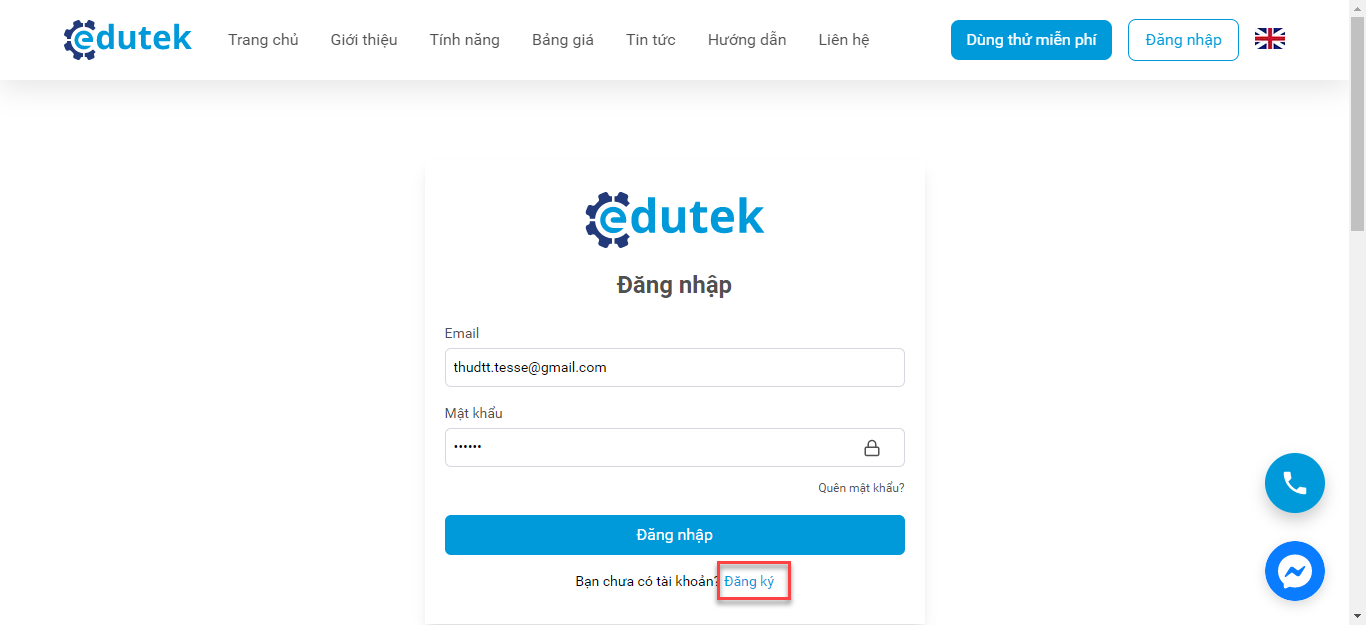 edutek Trang chủ Giới thiệu Tính năng Bảng giá Tin tức Hướng dẫn Liên hệ Dùng thử miễn phí Đăng nhập
edutek
Đăng nhập
Email
thudtt.tesse@gmail.com
Mật khẩu
••••••
Quên mật khẩu?
Đăng nhập
Bạn chưa có tài khoản? Đăng ký